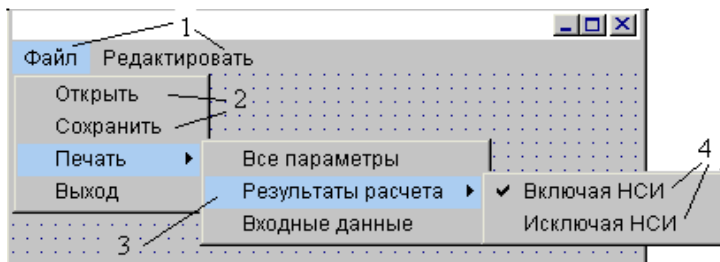 1
Файл Редактировать
Открыть
2
Сохранить
Печать Все параметры 4
Выход Результаты расчета Включая НСИ
3 Входные данные Исключая НСИ